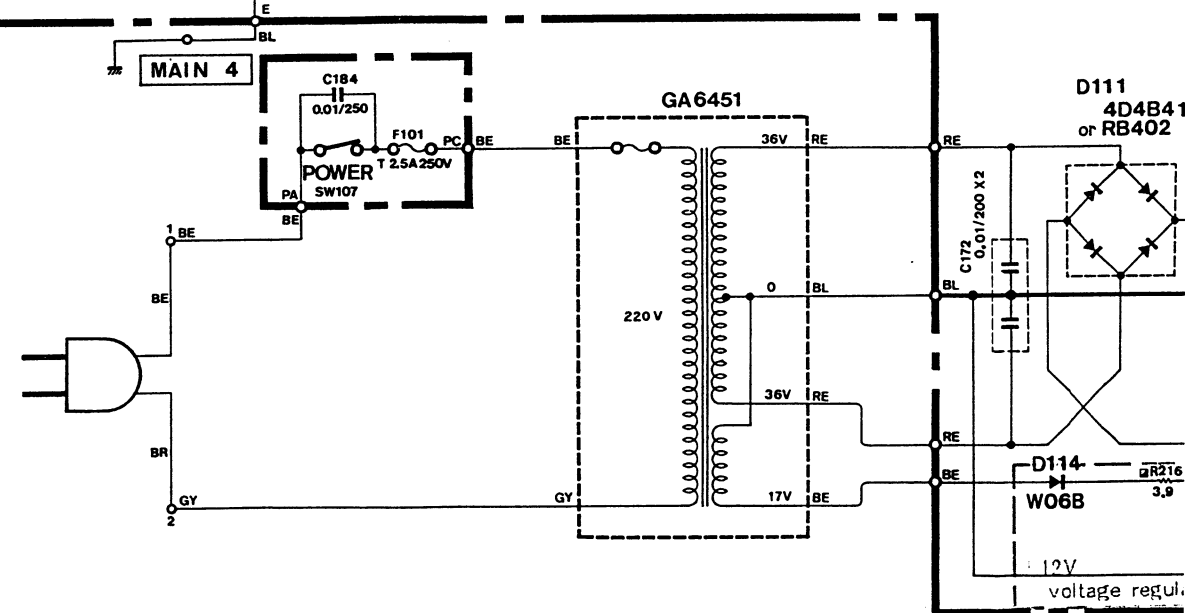 E
BL
MAIN 4
C184
0.01/250
F101
PC
BE
T 2.5A 250V
POWER
SW107
PA
BE
1
BE
BE
BR
2
GY
GA6451
BE
220 V
GY
36V
RE
0
BL
36V
RE
17V
BE
D111
4D4B41
or RB402
RE
C172
0.01/200 X2
BL
RE
BE
D114
W06B
R216
3.9
12V
voltage regul